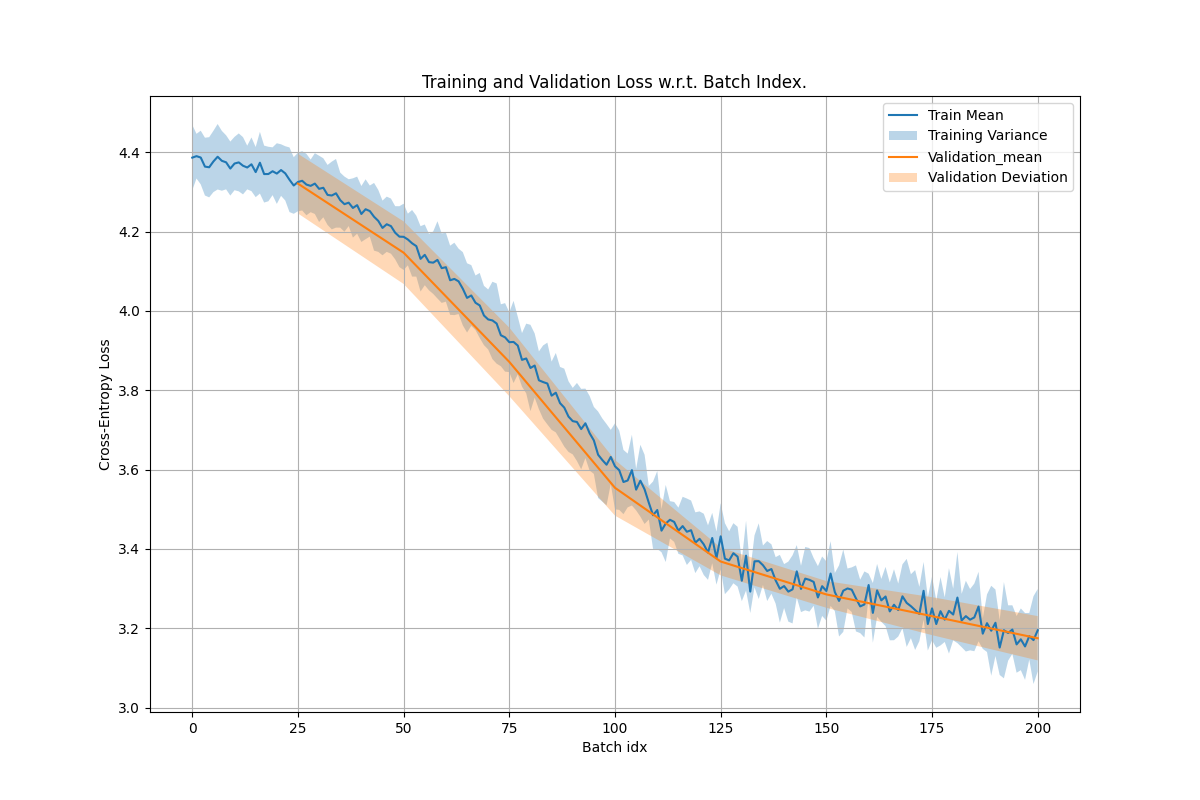 Training and Validation Loss w.r.t. Batch Index.
Train Mean
Training Variance
Validation_mean
Validation Deviation
Cross-Entropy Loss
4.4
4.2
4.0
3.8
3.6
3.4
3.2
3.0
0 25 50 75 100 125 150 175 200
Batch idx